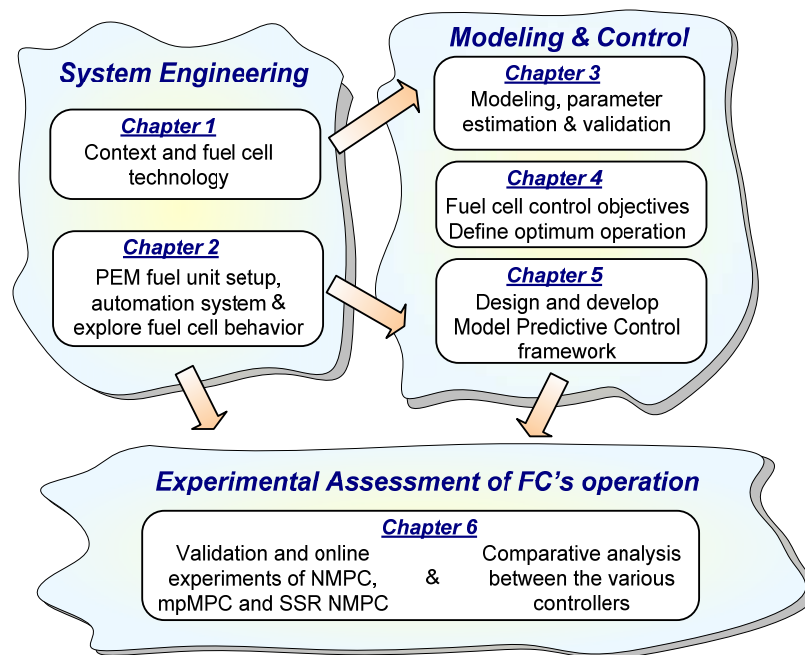 System Engineering
Chapter 1
Context and fuel cell
technology
Chapter 2
PEM fuel unit setup,
automation system &
explore fuel cell behavior
Modeling & Control
Chapter 3
Modeling, parameter
estimation & validation
Chapter 4
Fuel cell control objectives
Define optimum operation
Chapter 5
Design and develop
Model Predictive Control
framework
Experimental Assessment of FC's operation
Chapter 6
Validation and online
experiments of NMPC,
mpMPC and SSR NMPC
&
Comparative analysis
between the various
controllers